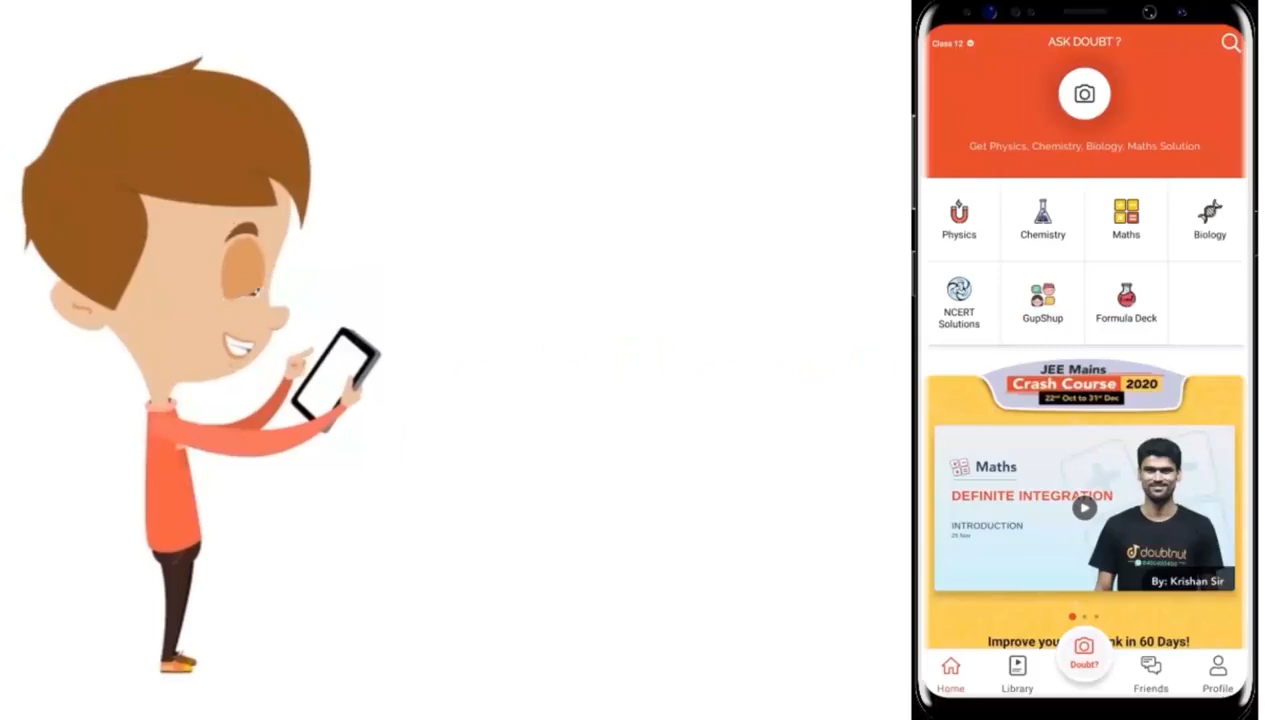 Class 12
ASK DOUBT ?
Get Physics, Chemistry, Biology, Maths Solution
Physics
Chemistry
Maths
Biology
NCERT
Solutions
GupShup
Formula Deck
JEE Mains
Crash Course 2020
22nd Oct to 31st Dec
Maths
DEFINITE INTEGRATION
INTRODUCTION
doubtnut
By: Krishan Sir
in 60 Days!
Doubt?
Home
Library
Friends
Profile